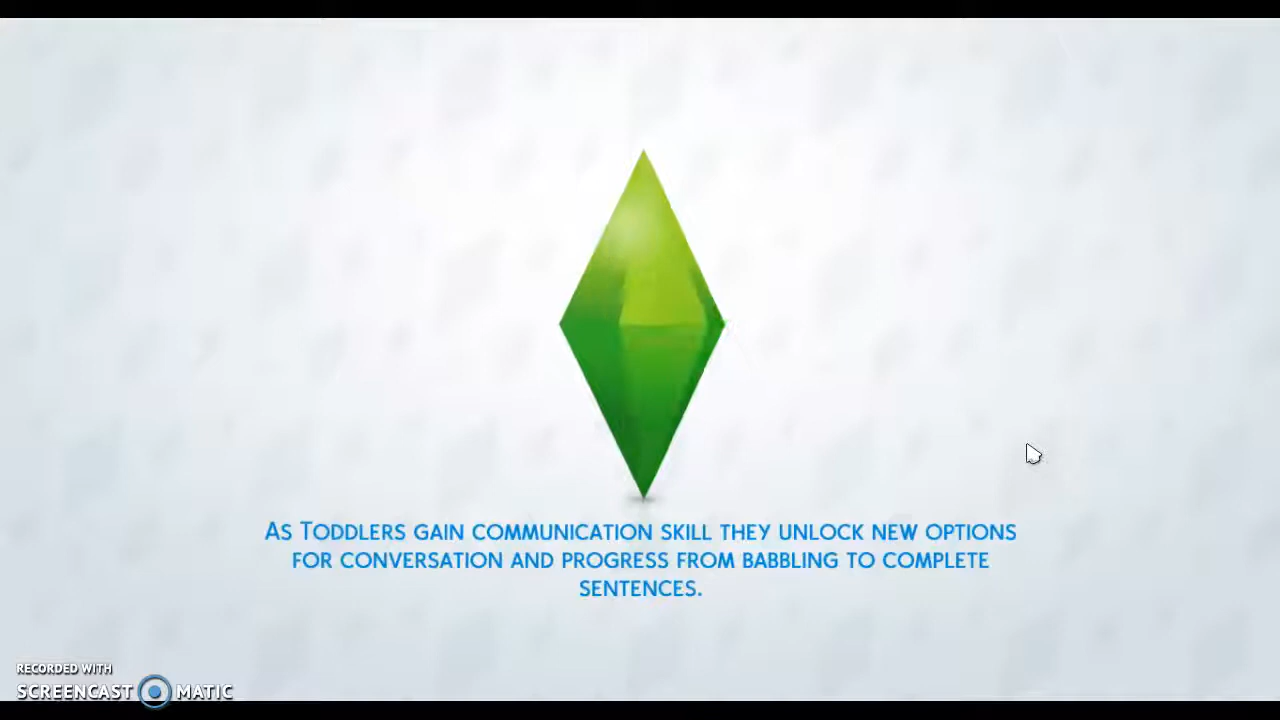 As Toddlers gain communication skill they unlock new options
for conversation and progress from babbling to complete
sentences.
RECORDED WITH
SCREENCAST MATIC